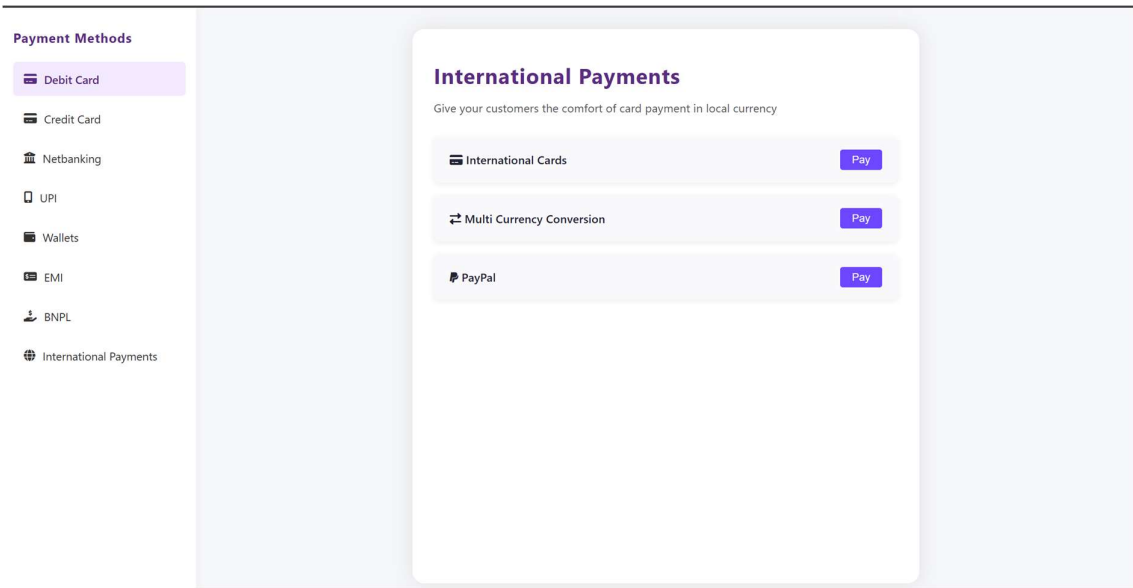 Payment Methods
Debit Card
Credit Card
Netbanking
UPI
Wallets
EMI
BNPL
International Payments
International Payments
Give your customers the comfort of card payment in local currency
International Cards
Pay
Multi Currency Conversion
Pay
PayPal
Pay